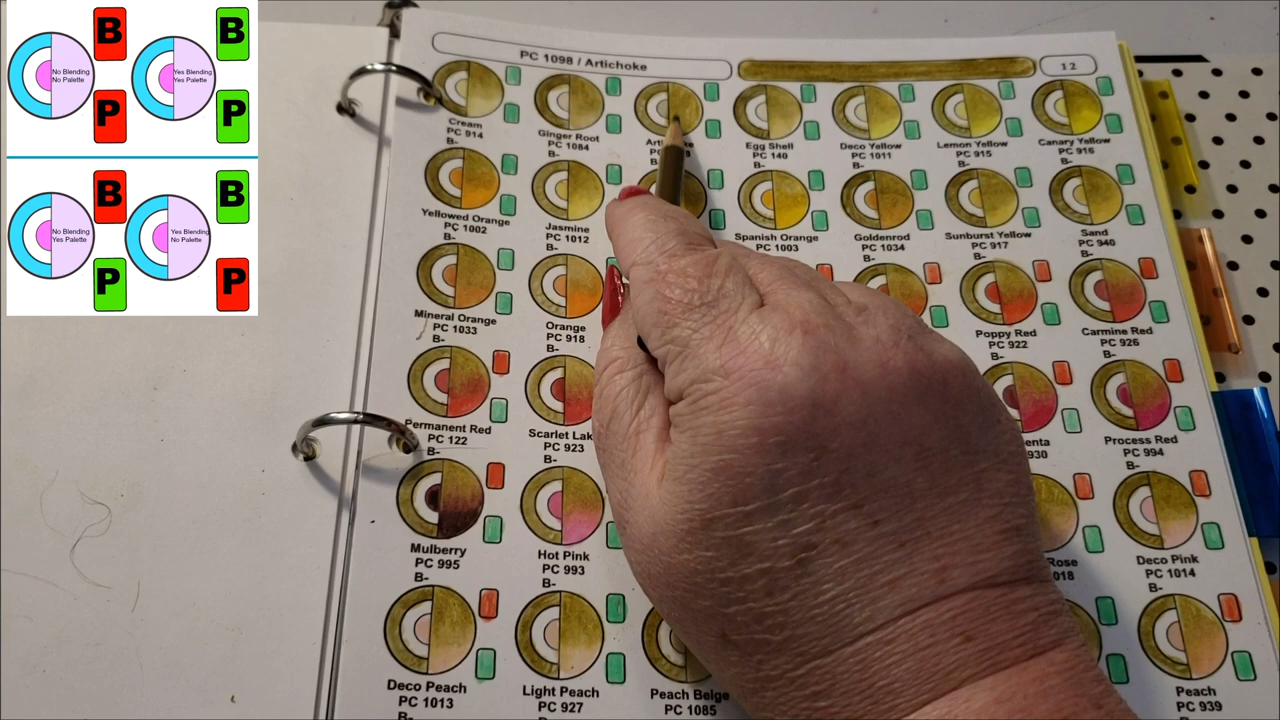 B
B
No Blending
No Palette
Yes Blending
Yes Palette
P
P
B
B
No Blending
Yes Palette
Yes Blending
No Palette
P
P
PC 1098 / Artichoke
12
Cream
PC 914
B-
Ginger Root
PC 1084
B-
B-
Egg Shell
PC 140
B-
Deco Yellow
PC 1011
B-
Lemon Yellow
PC 915
B-
Canary Yellow
PC 916
B-
Yellowed Orange
PC 1002
B-
Jasmine
PC 1012
B-
Spanish Orange
PC 1003
Goldenrod
PC 1034
Sunburst Yellow
PC 917
B-
Sand
PC 940
B-
Mineral Orange
PC 1033
B-
Orange
PC 918
B-
Poppy Red
PC 922
B-
Carmine Red
PC 926
B-
Permanent Red
PC 122
B-
Scarlet Lak
PC 923
B-
enta
930
Process Red
PC 994
B-
Mulberry
PC 995
B-
Hot Pink
PC 993
B-
Rose
018
Deco Pink
PC 1014
B-
Deco Peach
PC 1013
B-
Light Peach
PC 927
B-
Peach Beige
PC 1085
Peach
PC 939